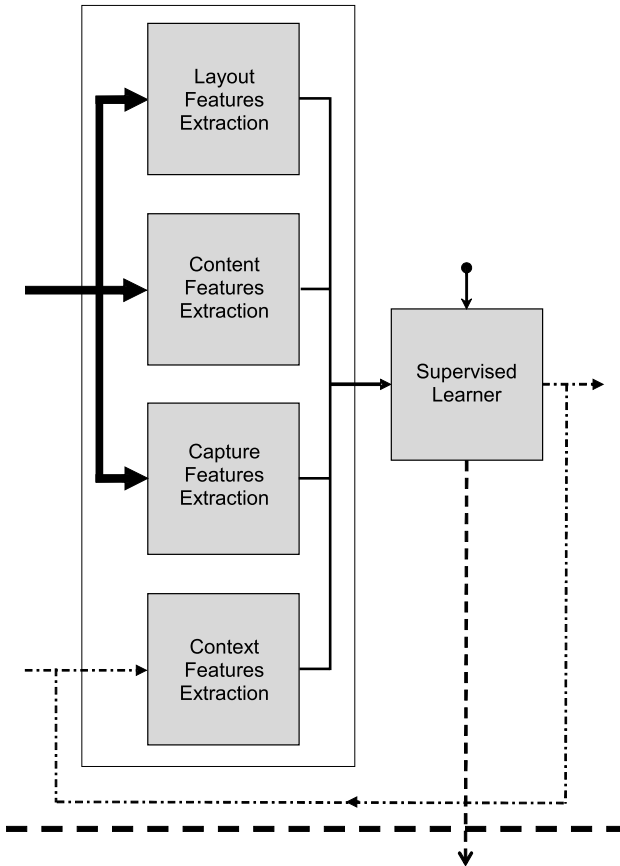 Layout
Features
Extraction
Content
Features
Extraction
Supervised
Learner
Capture
Features
Extraction
Context
Features
Extraction